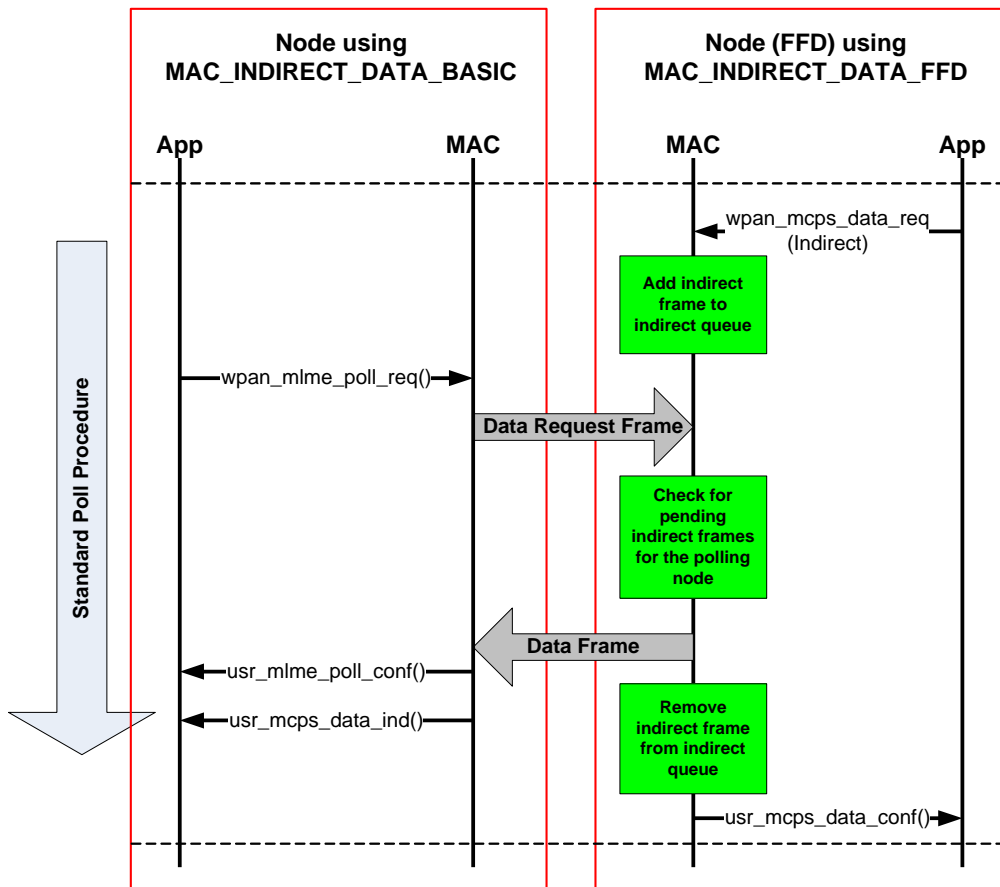 Node using
MAC_INDIRECT_DATA_BASIC
Node (FFD) using
MAC_INDIRECT_DATA_FFD
App
MAC
MAC
App
wpan_mcps_data_req
(Indirect)
Add indirect
frame to
indirect queue
Standard Poll Procedure
wpan_mlme_poll_req()
Data Request Frame
Check for
pending
indirect frames
for the polling
node
Data Frame
usr_mlme_poll_conf()
usr_mcps_data_ind()
Remove
indirect frame
from indirect
queue
usr_mcps_data_conf()